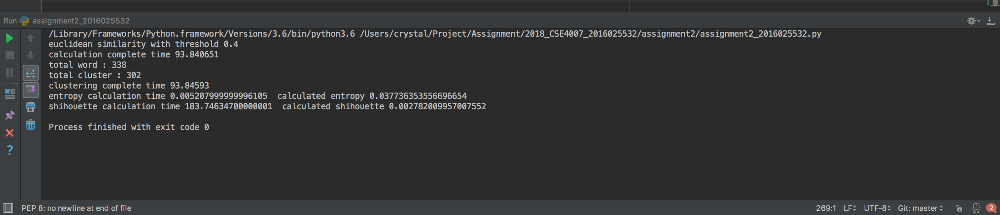 Run assignment2_2016025532
/Library/Frameworks/Python.framework/Versions/3.6/bin/python3.6 /Users/crystal/Project/Assignment/2018_CSE4007_2016025532/assignment2/assignment2_2016025532.py
euclidean similarity with threshold 0.4
calculation complete time 93.840651
total word : 338
total cluster : 302
clustering complete time 93.84593
entropy calculation time 0.005207999999996105  calculated entropy 0.037736353556696654
shihouette calculation time 183.74634700000001  calculated shihouette 0.002782009957007552
Process finished with exit code 0
PEP 8: no newline at end of file 269:1 LF UTF-8 Git: master 2